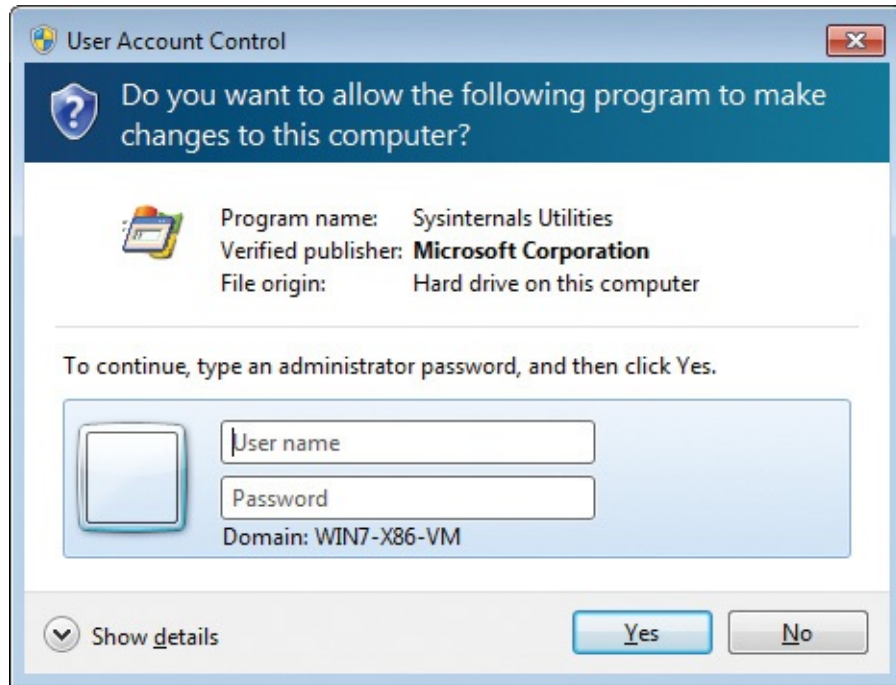 User Account Control
Do you want to allow the following program to make
changes to this computer?
Program name: Sysinternals Utilities
Verified publisher: Microsoft Corporation
File origin: Hard drive on this computer
To continue, type an administrator password, and then click Yes.
User name
Password
Domain: WIN7-X86-VM
Show details
Yes
No